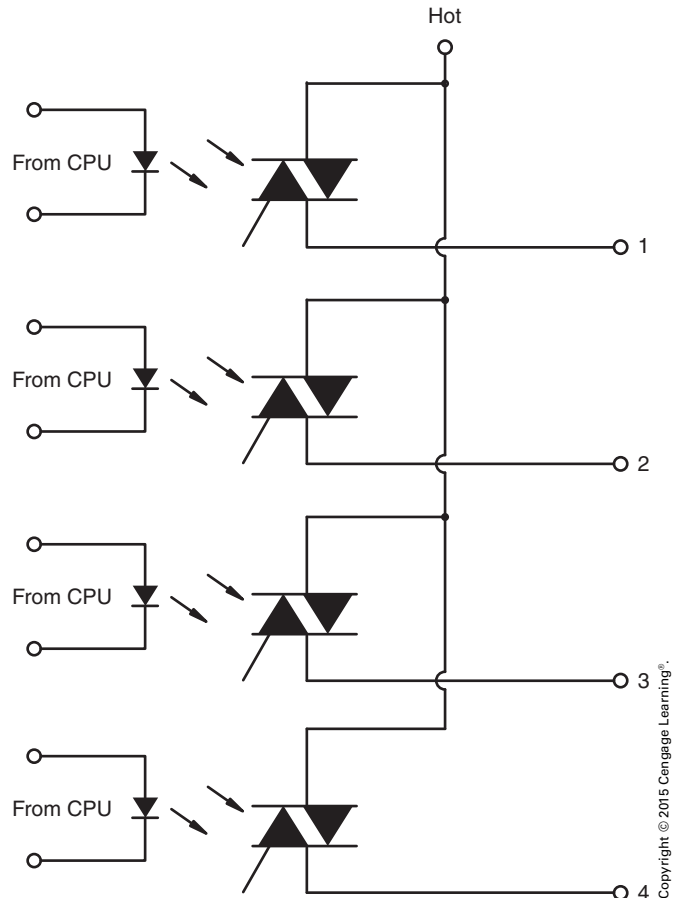 Hot
From CPU
1
From CPU
2
From CPU
3
From CPU
4
Copyright © 2015 Cengage Learning®.